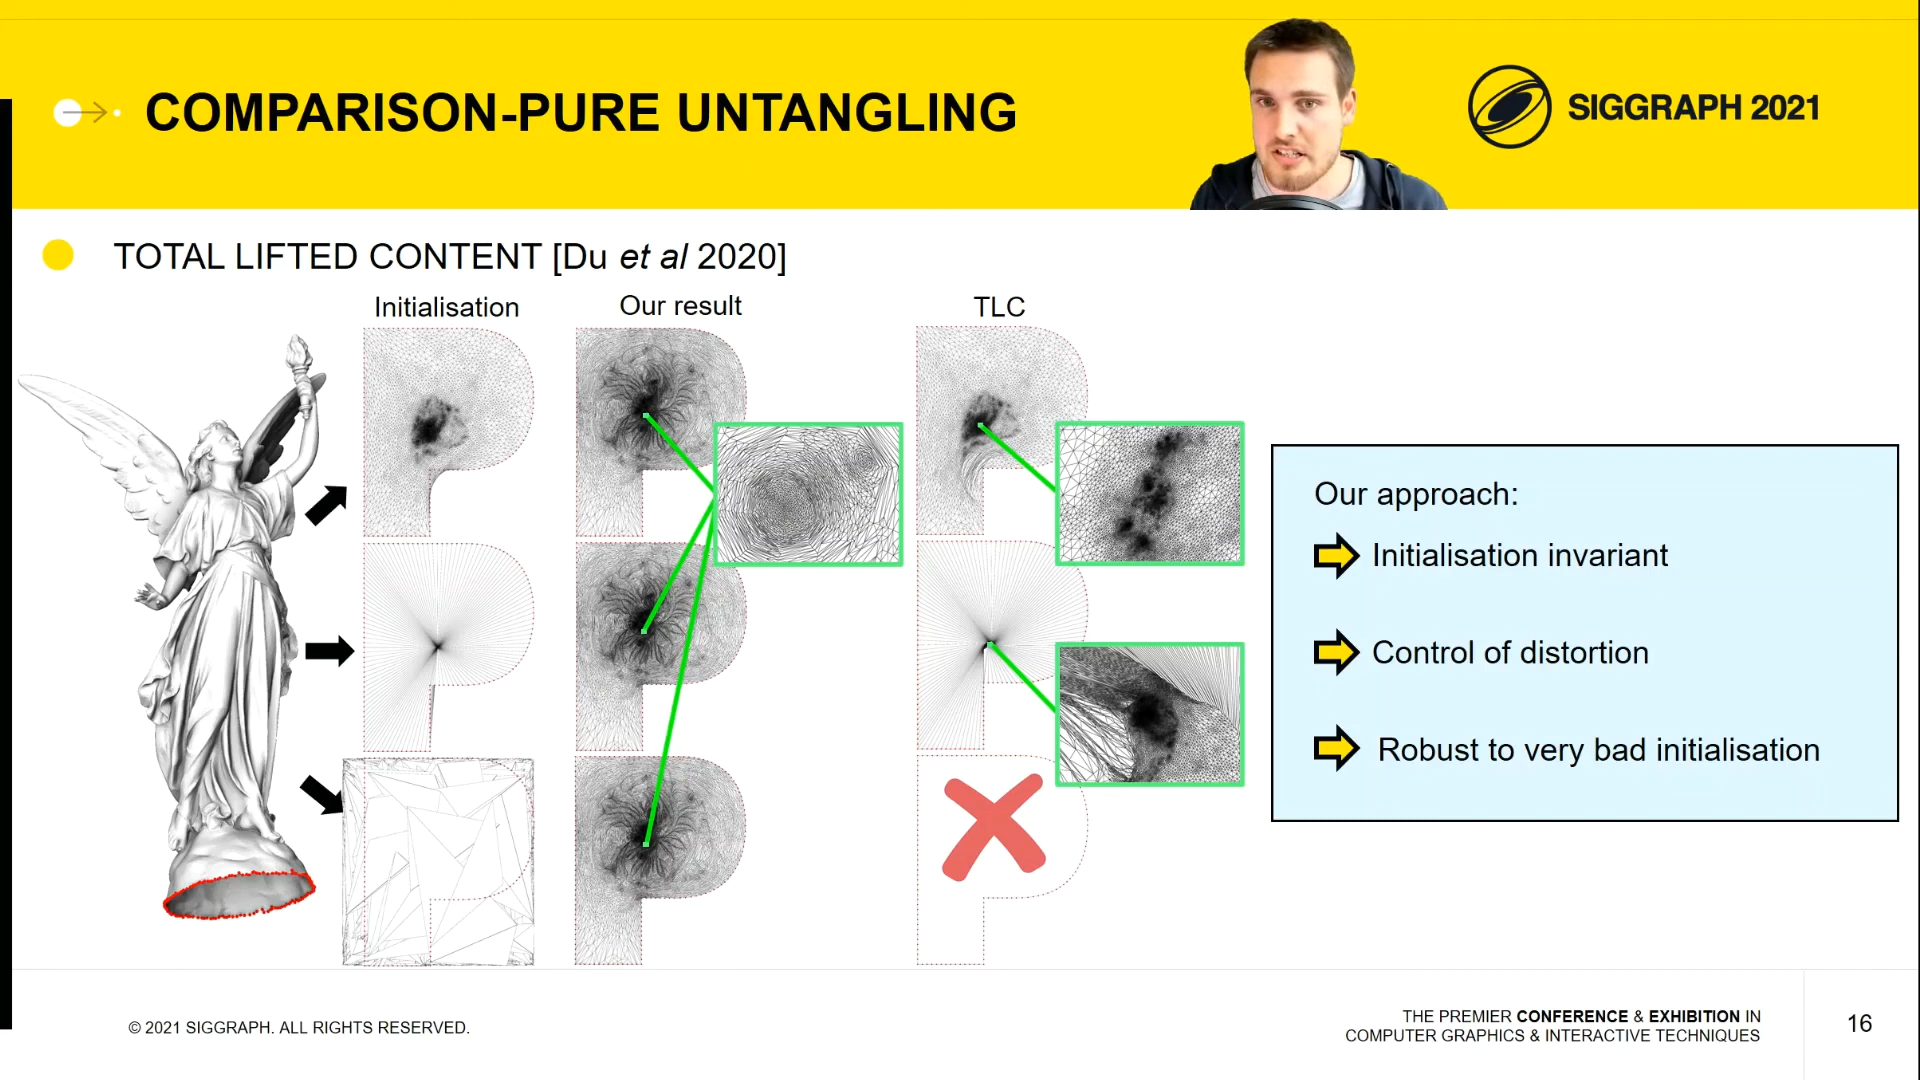 COMPARISON-PURE UNTANGLING
SIGGRAPH 2021
TOTAL LIFTED CONTENT [Du et al 2020]
Initialisation
Our result
TLC
Our approach:
Initialisation invariant
Control of distortion
Robust to very bad initialisation
© 2021 SIGGRAPH. ALL RIGHTS RESERVED.
THE PREMIER CONFERENCE & EXHIBITION IN
COMPUTER GRAPHICS & INTERACTIVE TECHNIQUES
16